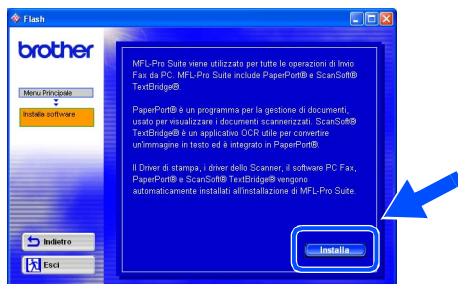 Flash
brother
Menu Principale
Installa software
MFL-Pro Suite viene utilizzato per tutte le operazioni di Invio
Fax da PC. MFL-Pro Suite include PaperPort® e ScanSoft®
TextBridge®.
PaperPort® è un programma per la gestione di documenti,
usato per visualizzare i documenti scannerizzati. ScanSoft®
TextBridge® è un applicativo OCR utile per convertire
un'immagine in testo ed è integrato in PaperPort®.
Il Driver di stampa, i driver dello Scanner, il software PC Fax,
PaperPort® e ScanSoft® TextBridge® vengono
automaticamente installati all'installazione di MFL-Pro Suite.
Installa
Indietro
Esci